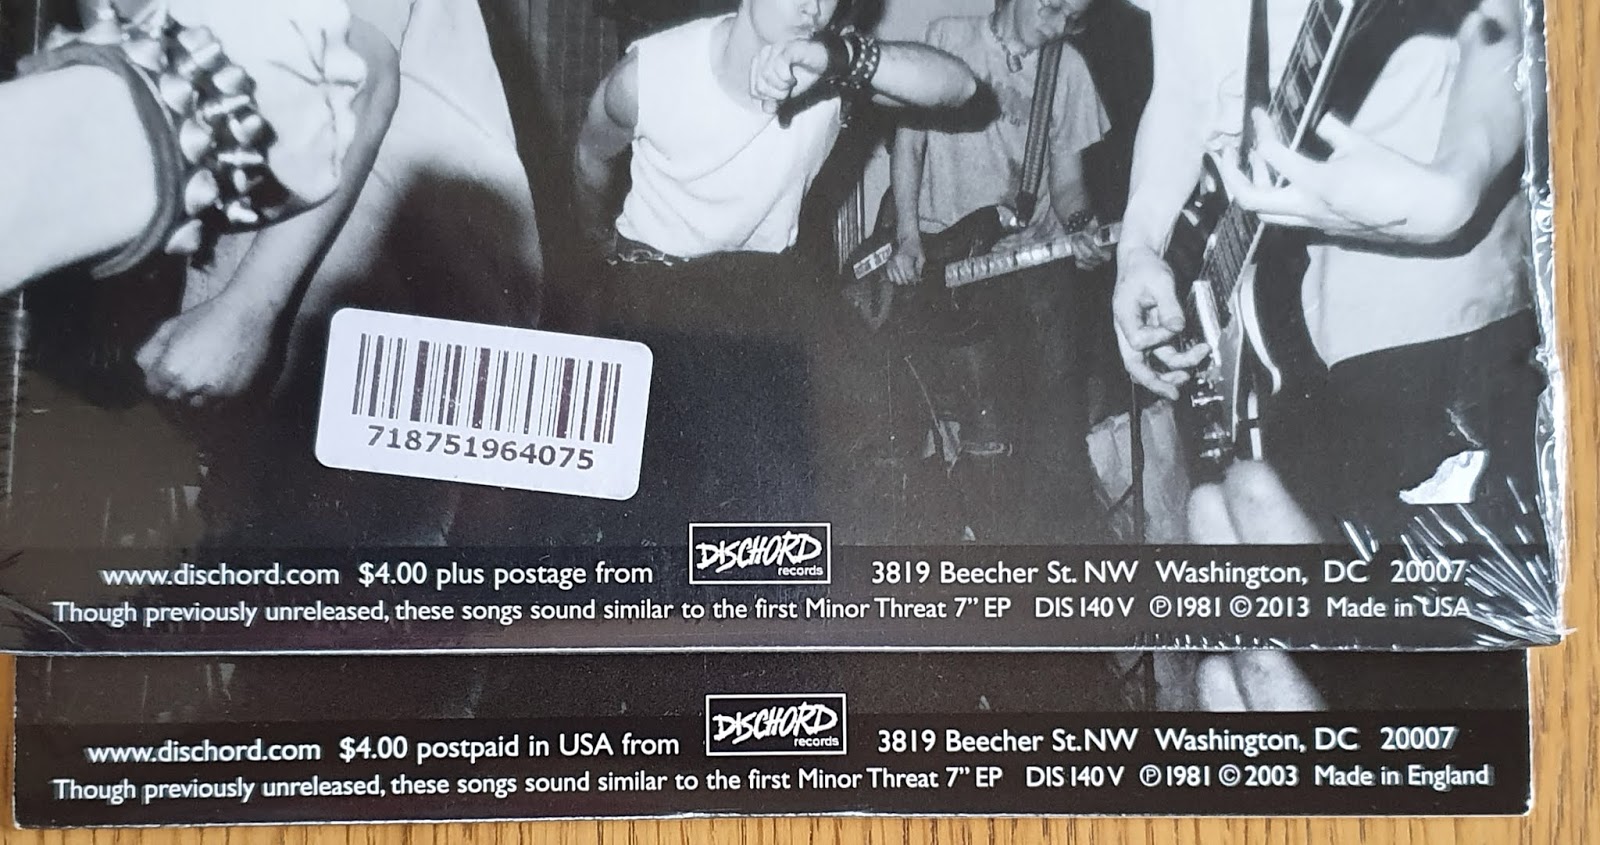 718751964075
www.dischord.com $4.00 plus postage from DISCHORD records 3819 Beecher St. NW Washington, DC 20007
Though previously unreleased, these songs sound similar to the first Minor Threat 7" EP DIS 140 V ℗ 1981 © 2013 Made in USA
www.dischord.com $4.00 postpaid in USA from DISCHORD records 3819 Beecher St. NW Washington, DC 20007
Though previously unreleased, these songs sound similar to the first Minor Threat 7" EP DIS 140 V ℗ 1981 © 2003 Made in England